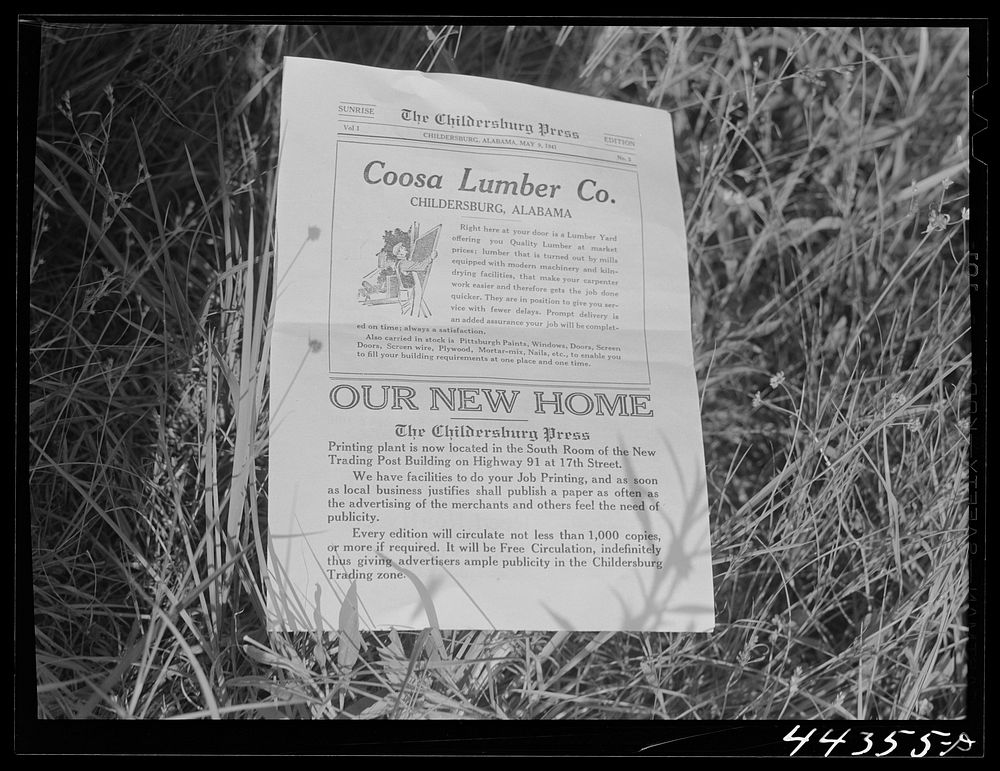 SUNRISE The Childersburg Press EDITION
Vol 1 CHILDERSBURG, ALABAMA, MAY 9, 1941 No. 3
Coosa Lumber Co.
CHILDERSBURG, ALABAMA
Right here at your door is a Lumber Yard
offering you Quality Lumber at market
prices; lumber that is turned out by mills
equipped with modern machinery and kiln-
drying facilities, that make your carpenter
work easier and therefore gets the job done
quicker. They are in position to give you ser-
vice with fewer delays. Prompt delivery is
an added assurance your job will be complet-
ed on time; always a satisfaction.
Also carried in stock is Pittsburgh Paints, Windows, Doors, Screen
Doors, Screen wire, Plywood, Mortar-mix, Nails, etc., to enable you
to fill your building requirements at one place and one time.
OUR NEW HOME
The Childersburg Press
Printing plant is now located in the South Room of the New
Trading Post Building on Highway 91 at 17th Street.
We have facilities to do your Job Printing, and as soon
as local business justifies shall publish a paper as often as
the advertising of the merchants and others feel the need of
publicity.
Every edition will circulate not less than 1,000 copies,
or more if required. It will be Free Circulation, indefinitely
thus giving advertisers ample publicity in the Childersburg
Trading zone.
44355-D